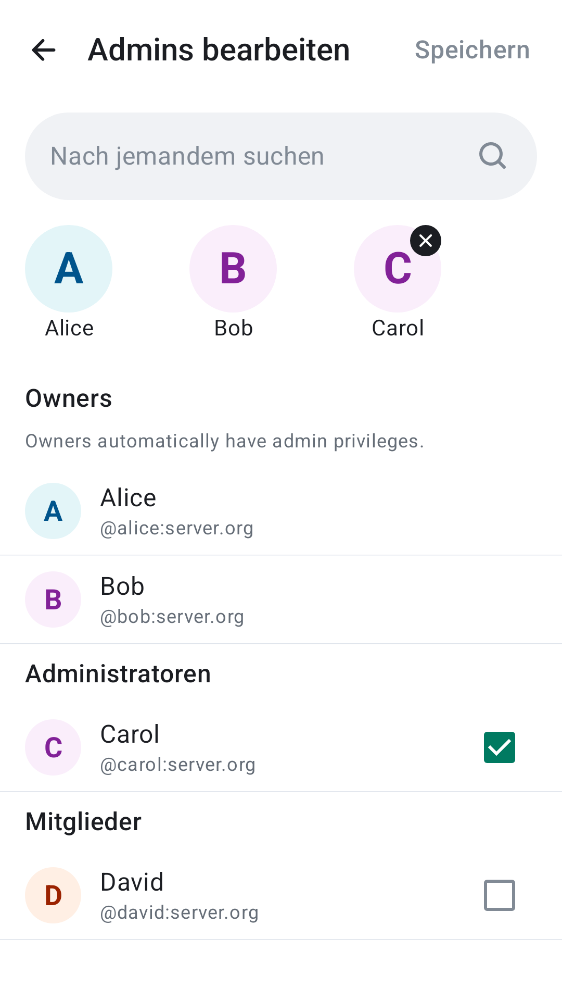 Admins bearbeiten
Speichern
Nach jemandem suchen
A
B
C
Alice
Bob
Carol
Owners
Owners automatically have admin privileges.
A
Alice
@alice:server.org
B
Bob
@bob:server.org
Administratoren
C
Carol
@carol:server.org
Mitglieder
D
David
@david:server.org